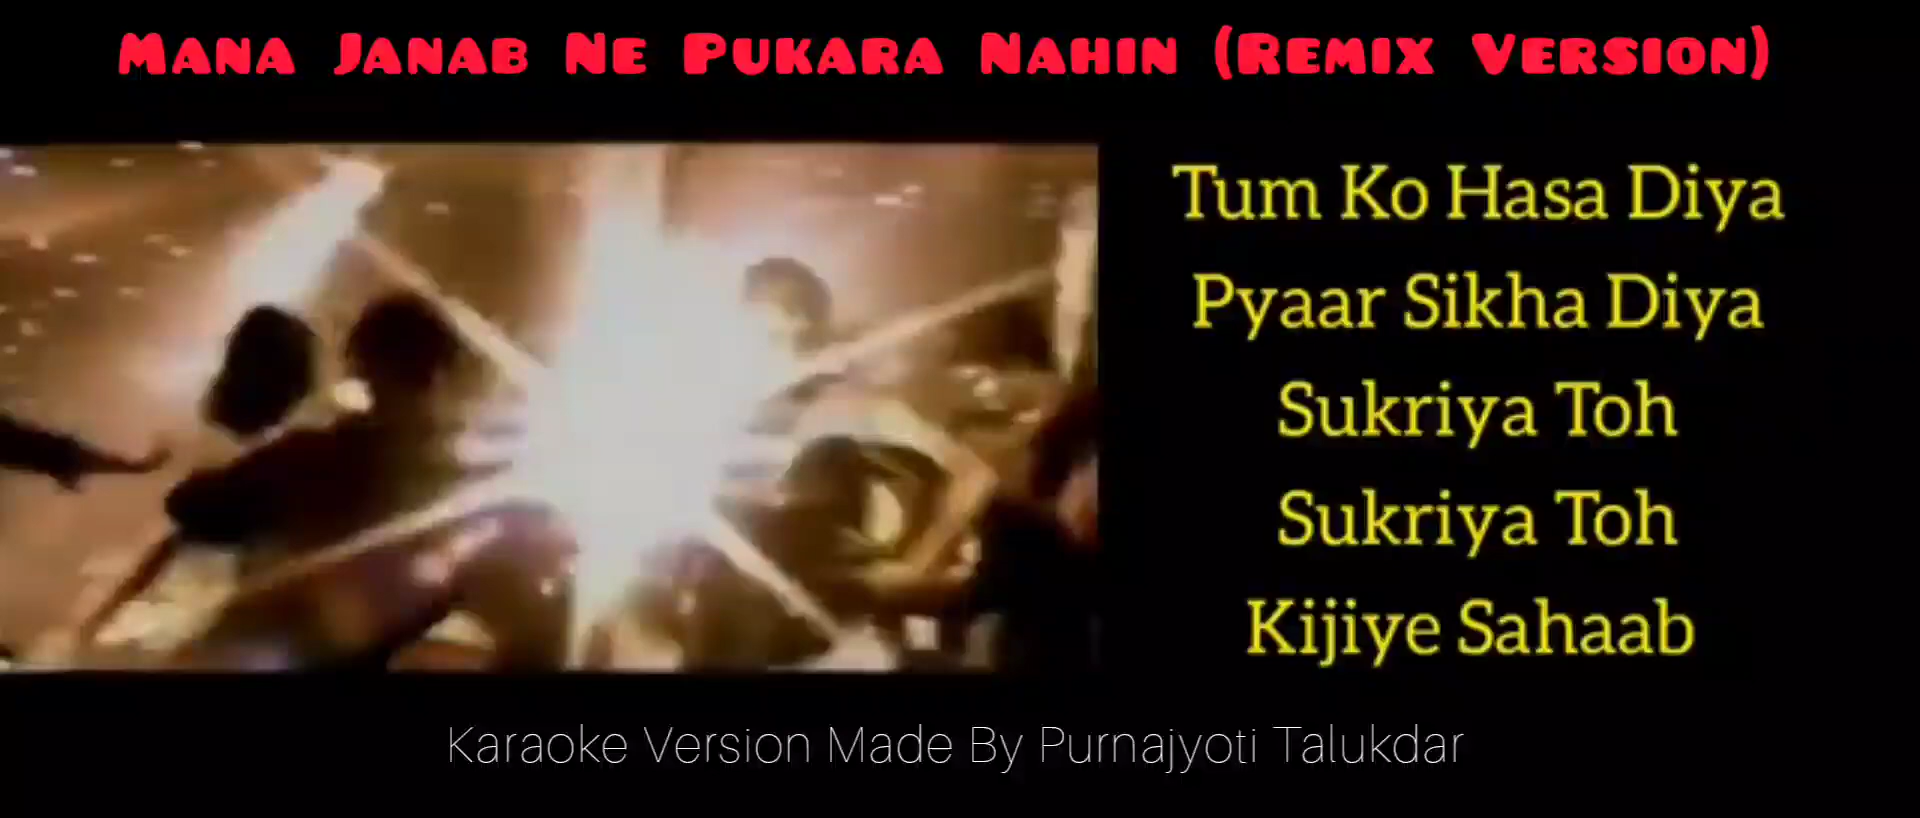 Mana Janab Ne Pukara Nahin (Remix Version)
Tum Ko Hasa Diya
Pyaar Sikha Diya
Sukriya Toh
Sukriya Toh
Kijiye Sahaab
Karaoke Version Made By Purnajyoti Talukdar